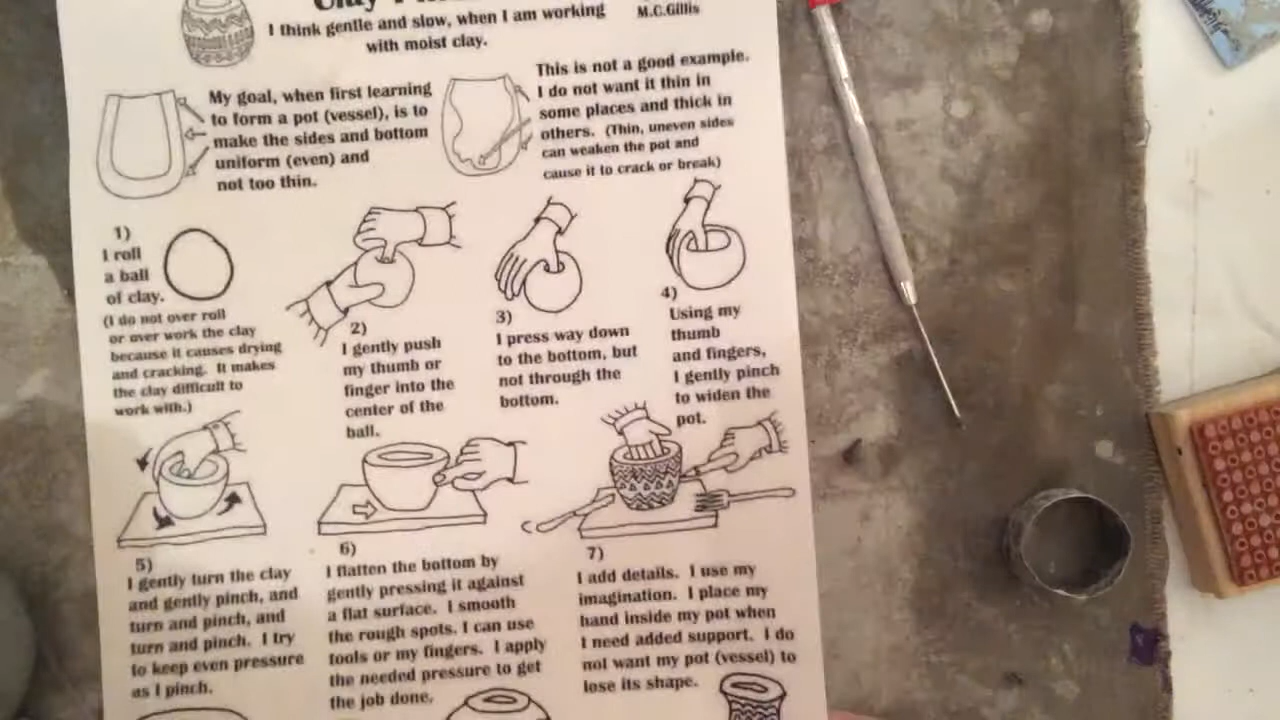 Clay
I think gentle and slow, when I am working
with moist clay.
M.C.Gillis
My goal, when first learning
to form a pot (vessel), is to
make the sides and bottom
uniform (even) and
not too thin.
This is not a good example.
I do not want it thin in
some places and thick in
others. (Thin, uneven sides
can weaken the pot and
cause it to crack or break)
1)
I roll
a ball
of clay.
(I do not over roll
or over work the clay
because it causes drying
and cracking. It makes
the clay difficult to
work with.)
2)
I gently push
my thumb or
finger into the
center of the
ball.
3)
I press way down
to the bottom, but
not through the
bottom.
4)
Using my
thumb
and fingers,
I gently pinch
to widen the
pot.
5)
I gently turn the clay
and gently pinch, and
turn and pinch, and
turn and pinch. I try
to keep even pressure
as I pinch.
6)
I flatten the bottom by
gently pressing it against
a flat surface. I smooth
the rough spots. I can use
tools or my fingers. I apply
the needed pressure to get
the job done.
7)
I add details. I use my
imagination. I place my
hand inside my pot when
I need added support. I do
not want my pot (vessel) to
lose its shape.